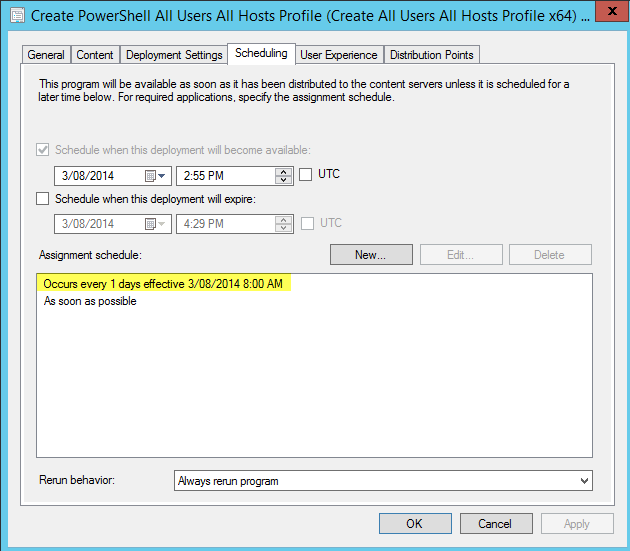 Create PowerShell All Users All Hosts Profile (Create All Users All Hosts Profile x64) ...
General Content Deployment Settings Scheduling User Experience Distribution Points
This program will be available as soon as it has been distributed to the content servers unless it is scheduled for a
later time below. For required applications, specify the assignment schedule.
Schedule when this deployment will become available:
3/08/2014 2:55 PM UTC
Schedule when this deployment will expire:
3/08/2014 4:29 PM UTC
Assignment schedule: New... Edit... Delete
Occurs every 1 days effective 3/08/2014 8:00 AM
As soon as possible
Rerun behavior: Always rerun program
OK Cancel Apply